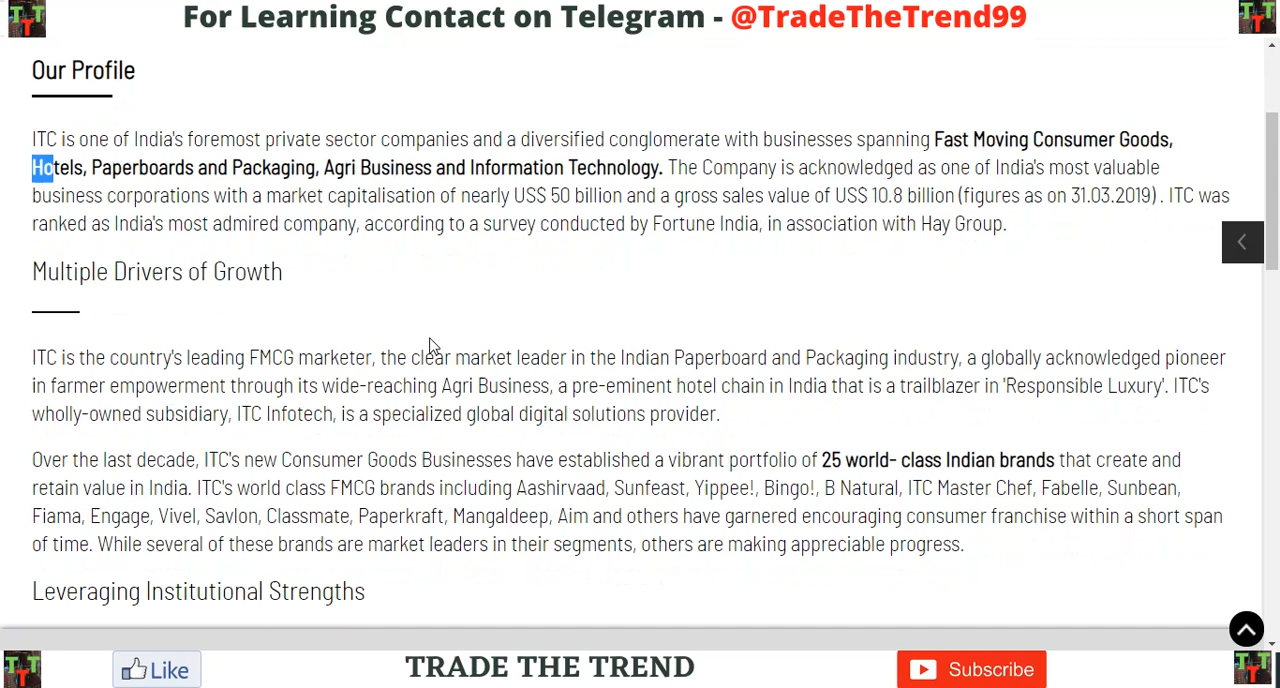 For Learning Contact on Telegram - @TradeTheTrend99
TTT
TTT
Our Profile
ITC is one of India's foremost private sector companies and a diversified conglomerate with businesses spanning Fast Moving Consumer Goods,
Hotels, Paperboards and Packaging, Agri Business and Information Technology. The Company is acknowledged as one of India's most valuable
business corporations with a market capitalisation of nearly US$ 50 billion and a gross sales value of US$ 10.8 billion (figures as on 31.03.2019) . ITC was
ranked as India's most admired company, according to a survey conducted by Fortune India, in association with Hay Group.
Multiple Drivers of Growth
ITC is the country's leading FMCG marketer, the clear market leader in the Indian Paperboard and Packaging industry, a globally acknowledged pioneer
in farmer empowerment through its wide-reaching Agri Business, a pre-eminent hotel chain in India that is a trailblazer in 'Responsible Luxury'. ITC's
wholly-owned subsidiary, ITC Infotech, is a specialized global digital solutions provider.
Over the last decade, ITC's new Consumer Goods Businesses have established a vibrant portfolio of 25 world- class Indian brands that create and
retain value in India. ITC's world class FMCG brands including Aashirvaad, Sunfeast, Yippee!, Bingo!, B Natural, ITC Master Chef, Fabelle, Sunbean,
Fiama, Engage, Vivel, Savlon, Classmate, Paperkraft, Mangaldeep, Aim and others have garnered encouraging consumer franchise within a short span
of time. While several of these brands are market leaders in their segments, others are making appreciable progress.
Leveraging Institutional Strengths
TTT
Like
TRADE THE TREND
Subscribe
TTT